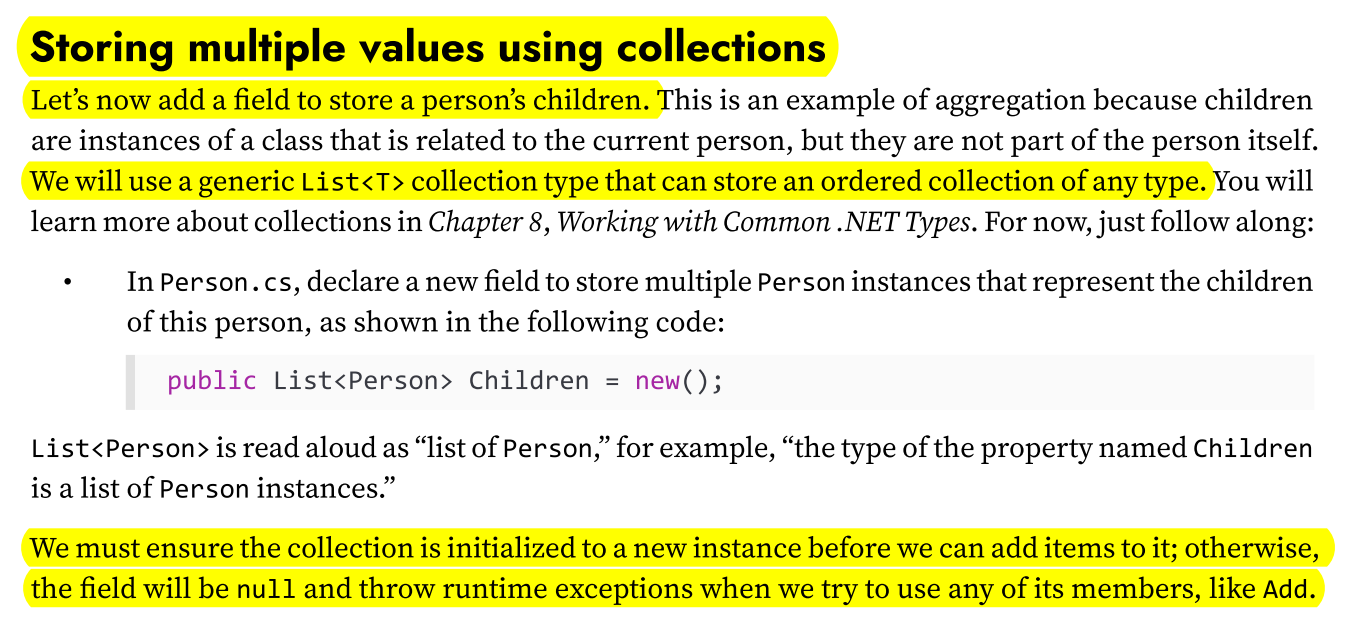 Storing multiple values using collections
Let’s now add a field to store a person’s children. This is an example of aggregation because children
are instances of a class that is related to the current person, but they are not part of the person itself.
We will use a generic List<T> collection type that can store an ordered collection of any type. You will
learn more about collections in Chapter 8, Working with Common .NET Types. For now, just follow along:
• In Person.cs, declare a new field to store multiple Person instances that represent the children
of this person, as shown in the following code:
public List<Person> Children = new();
List<Person> is read aloud as “list of Person,” for example, “the type of the property named Children
is a list of Person instances.”
We must ensure the collection is initialized to a new instance before we can add items to it; otherwise,
the field will be null and throw runtime exceptions when we try to use any of its members, like Add.